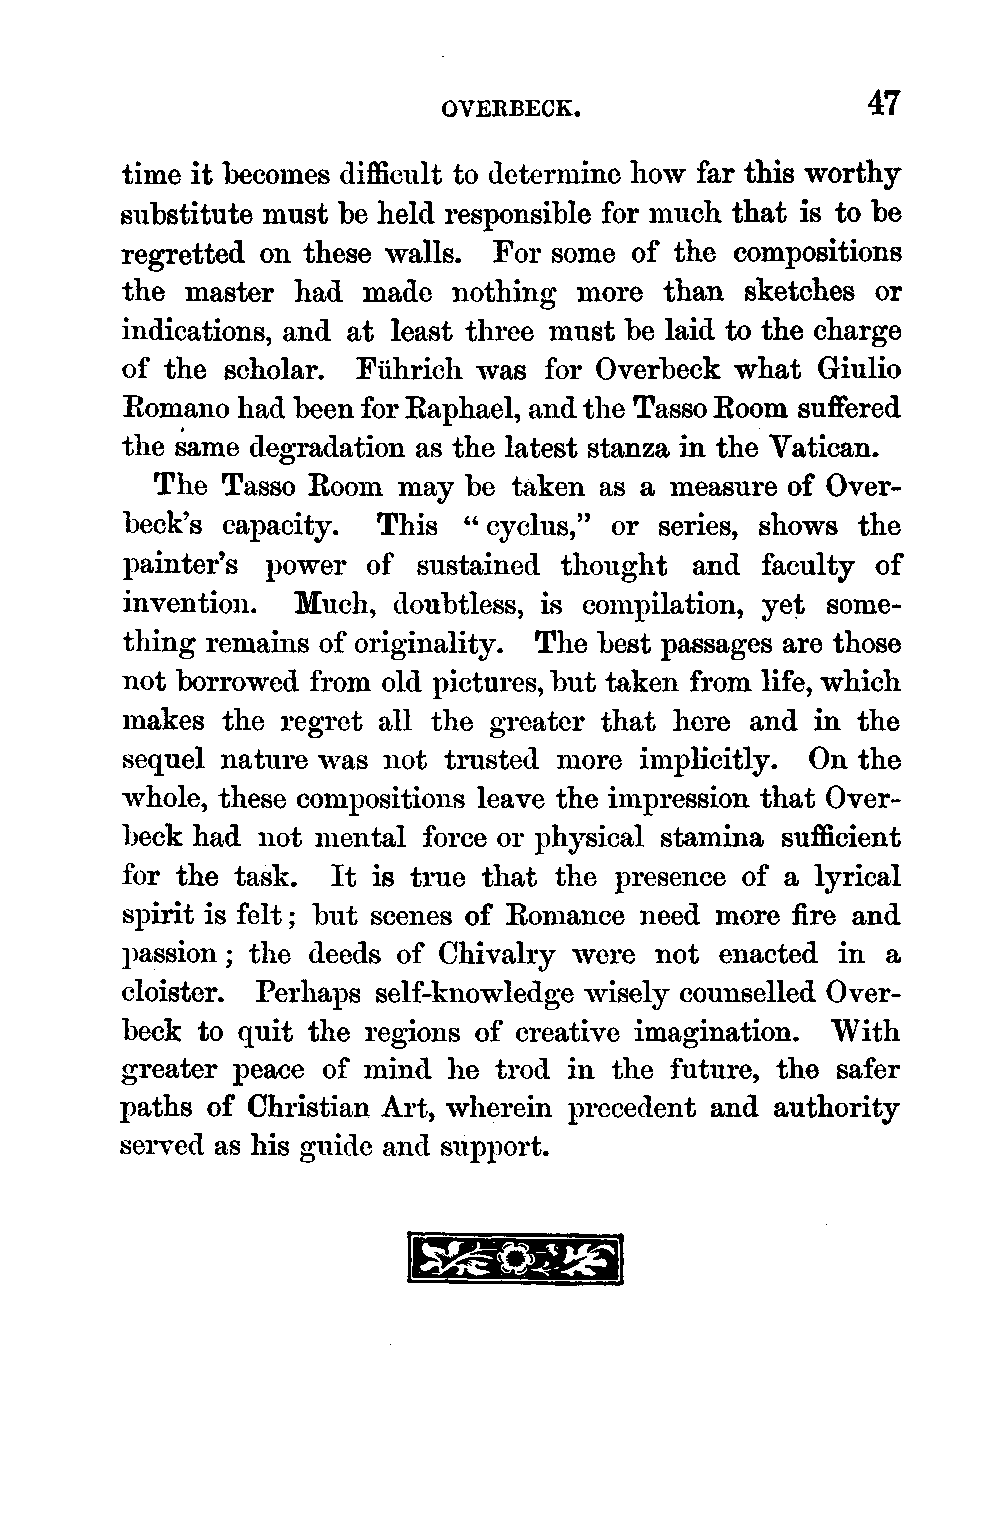 OVERBECK. 47
time it becomes difficult to determine how far this worthy
substitute must be held responsible for much that is to be
regretted on these walls. For some of the compositions
the master had made nothing more than sketches or
indications, and at least three must be laid to the charge
of the scholar. Führich was for Overbeck what Giulio
Romano had been for Raphael, and the Tasso Room suffered
the same degradation as the latest stanza in the Vatican.
The Tasso Room may be taken as a measure of Over-
beck's capacity. This "cyclus," or series, shows the
painter's power of sustained thought and faculty of
invention. Much, doubtless, is compilation, yet some-
thing remains of originality. The best passages are those
not borrowed from old pictures, but taken from life, which
makes the regret all the greater that here and in the
sequel nature was not trusted more implicitly. On the
whole, these compositions leave the impression that Over-
beck had not mental force or physical stamina sufficient
for the task. It is true that the presence of a lyrical
spirit is felt; but scenes of Romance need more fire and
passion; the deeds of Chivalry were not enacted in a
cloister. Perhaps self-knowledge wisely counselled Over-
beck to quit the regions of creative imagination. With
greater peace of mind he trod in the future, the safer
paths of Christian Art, wherein precedent and authority
served as his guide and support.